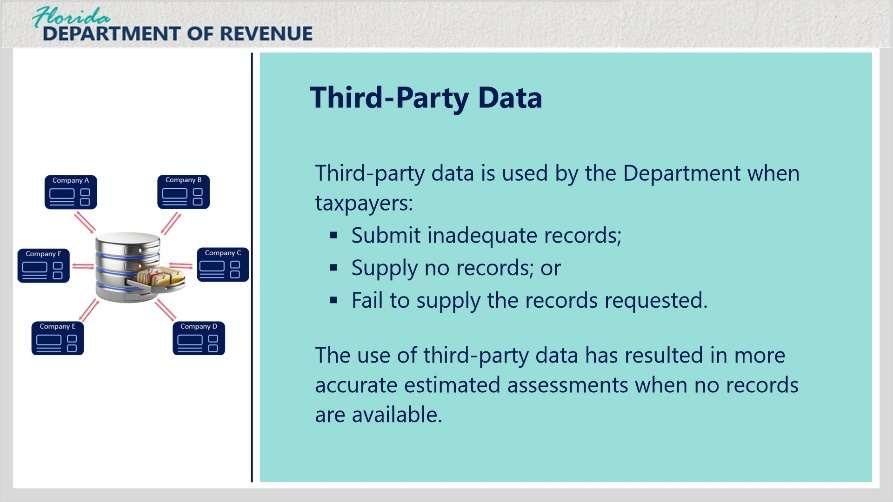 Florida
DEPARTMENT OF REVENUE
Third-Party Data
Company A
Company B
Company F
Company C
Company E
Company D
Third-party data is used by the Department when
taxpayers:
▪ Submit inadequate records;
▪ Supply no records; or
▪ Fail to supply the records requested.
The use of third-party data has resulted in more
accurate estimated assessments when no records
are available.